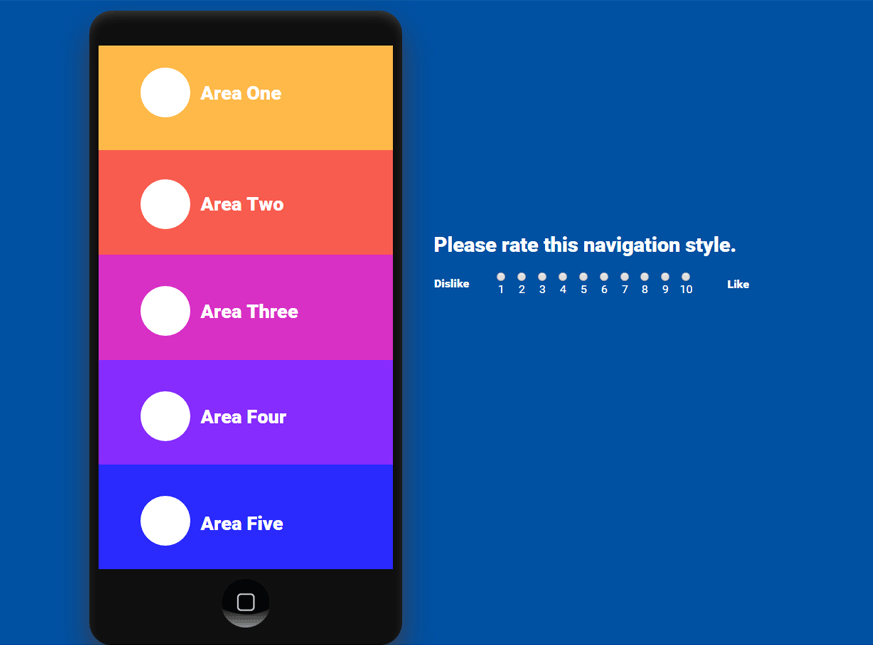 Area One
Area Two
Area Three
Area Four
Area Five
Please rate this navigation style.
Dislike 1 2 3 4 5 6 7 8 9 10 Like